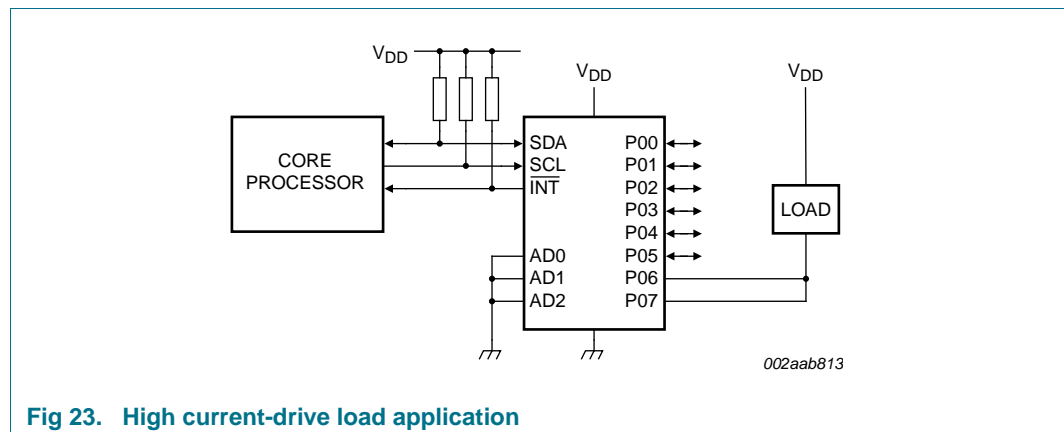 VDD
VDD
VDD
CORE
PROCESSOR
SDA
SCL
INT
AD0
AD1
AD2
P00
P01
P02
P03
P04
P05
P06
P07
LOAD
002aab813
Fig 23. High current-drive load application